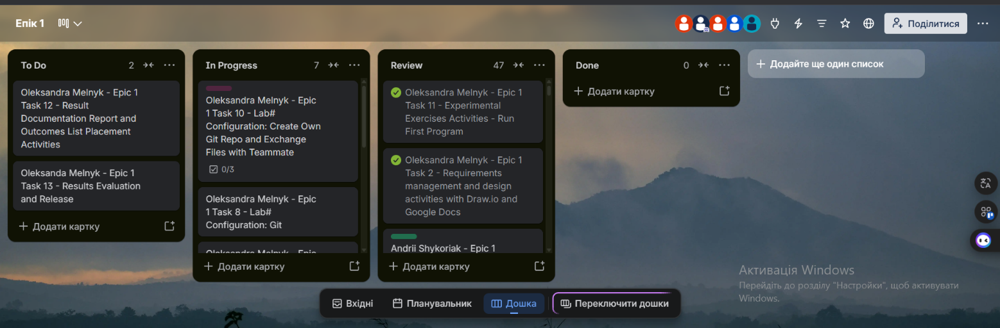 Епік 1
Поділитися
To Do
2
Oleksandra Melnyk - Epic 1
Task 12 - Result
Documentation Report and
Outcomes List Placement
Activities
Oleksanda Melnyk - Epic 1
Task 13 - Results Evaluation
and Release
Додати картку
In Progress
7
Oleksandra Melnyk - Epic
1 Task 10 - Lab#
Configuration: Create Own
Git Repo and Exchange
Files with Teammate
0/3
Oleksandra Melnyk - Epic
1 Task 8 - Lab#
Configuration: Git
Oleksandra Melnyk - Epic
Додати картку
Review
47
Oleksandra Melnyk - Epic 1
Task 11 - Experimental
Exercises Activities - Run
First Program
Oleksandra Melnyk - Epic 1
Task 2 - Requirements
management and design
activities with Draw.io and
Google Docs
Andrii Shykoriak - Epic 1
Додати картку
Done
0
Додати картку
Додайте ще один список
Активація Windows
Перейдіть до розділу "Настройки", щоб активувати
Windows.
Вхідні
Планувальник
Дошка
Переключити дошки